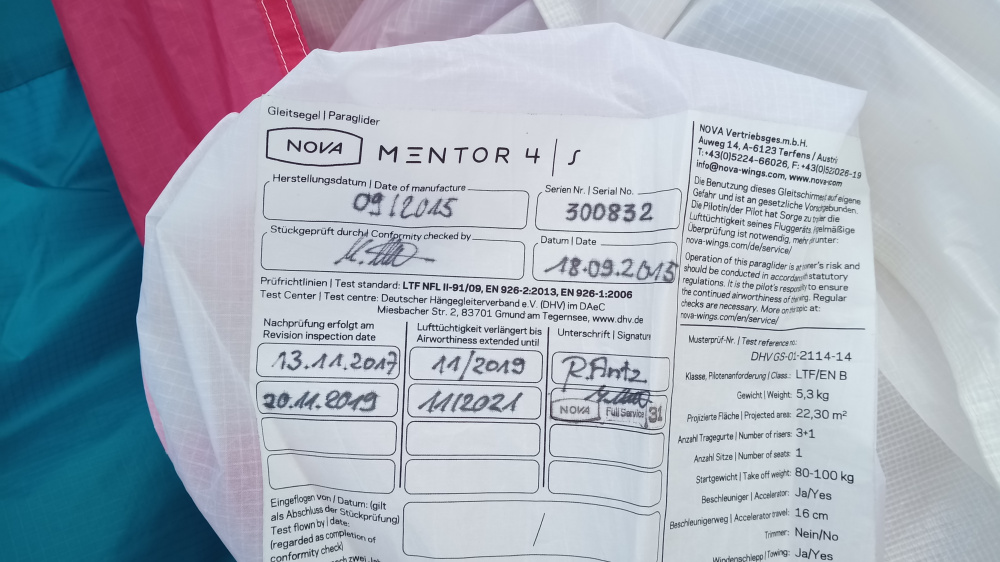 Gleitsegel | Paraglider
NOVA MENTOR 4 | S
Herstellungsdatum | Date of manufacture
09/2015
Serien Nr. | Serial No.
300832
Stückgeprüft durch | Conformity checked by
Datum | Date
18.09.2015
Prüfrichtlinien | Test standard: LTF NFL II-91/09, EN 926-2:2013, EN 926-1:2006
Test Center | Test centre: Deutscher Hängegleiterverband e.V. (DHV) im DAeC
Miesbacher Str. 2, 83701 Gmund am Tegernsee, www.dhv.de
Nachprüfung erfolgt am
Revision inspection date
Lufttüchtigkeit verlängert bis
Airworthiness extended until
Unterschrift | Signature
13.11.2017
11/2019
R.Antz
20.11.2019
11/2021
NOVA Full Service 31
Eingeflogen von / Datum: (gilt
als Abschluss der Stückprüfung)
Test flown by | date:
(regarded as completion of
conformity check)
/
NOVA Vertriebsges.m.b.H.
Auweg 14, A-6123 Terfens / Austri
T:+43(0)5224-66026, F: +43(0)52026-19
info@nova-wings.com, www.nova-com
Die Benutzung dieses Gleitschirmes auf eigene
Gefahr und ist an gesetzliche gebunden.
Die Pilotin/der Pilot hat Sorge zu für die
Lufttüchtigkeit seines Fluggeräts
Überprüfung ist notwendig, mehr unter:
nova-wings.com/de/service/
Operation of this paraglider is at owner's risk and
should be conducted in accordance statutory
regulations. It is the pilot's to ensure
the continued airworthiness of Regular
checks are necessary. More on at:
nova-wings.com/en/service/
Musterprüf-Nr. | Test reference no:
DHV GS-01-2114-14
Klasse, Pilotenanforderung | Class.: LTF/EN B
Gewicht | Weight: 5,3 kg
Projizierte Fläche | Projected area: 22,30 m²
Anzahl Tragegurte | Number of risers: 3+1
Anzahl Sitze | Number of seats: 1
Startgewicht | Take off weight: 80-100 kg
Beschleuniger | Accelerator: Ja/Yes
Beschleunigerweg | Accelerator travel: 16 cm
Trimmer: Nein/No
Windenschlepp | Towing: Ja/Yes